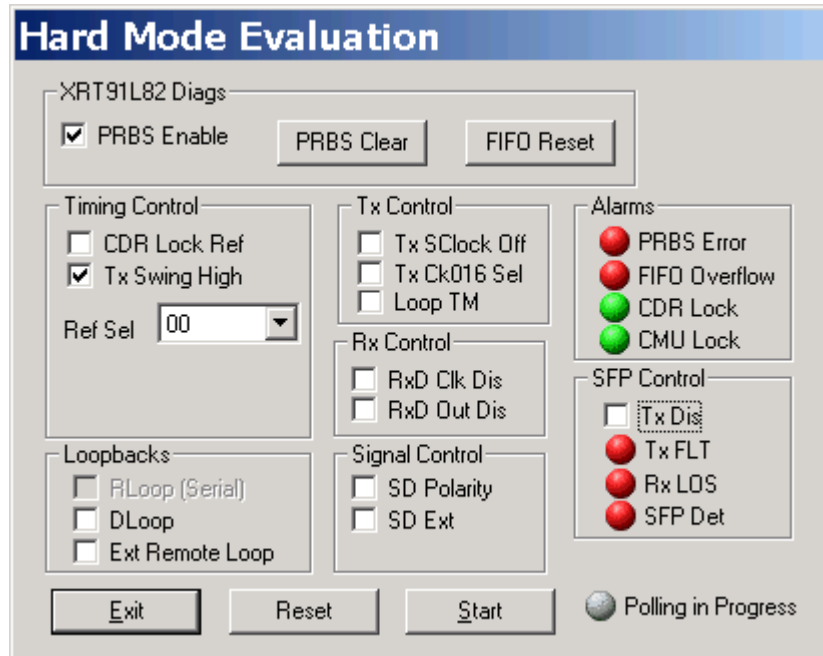 Hard Mode Evaluation
XRT91L82 Diags
PRBS Enable
PRBS Clear
FIFO Reset
Timing Control
CDR Lock Ref
Tx Swing High
Ref Sel
00
Tx Control
Tx SClock Off
Tx Ck016 Sel
Loop TM
Rx Control
RxD Clk Dis
RxD Out Dis
Alarms
PRBS Error
FIFO Overflow
CDR Lock
CMU Lock
SFP Control
Tx Dis
Tx FLT
Rx LOS
SFP Det
Loopbacks
RLoop (Serial)
DLoop
Ext Remote Loop
Signal Control
SD Polarity
SD Ext
Exit
Reset
Start
Polling in Progress